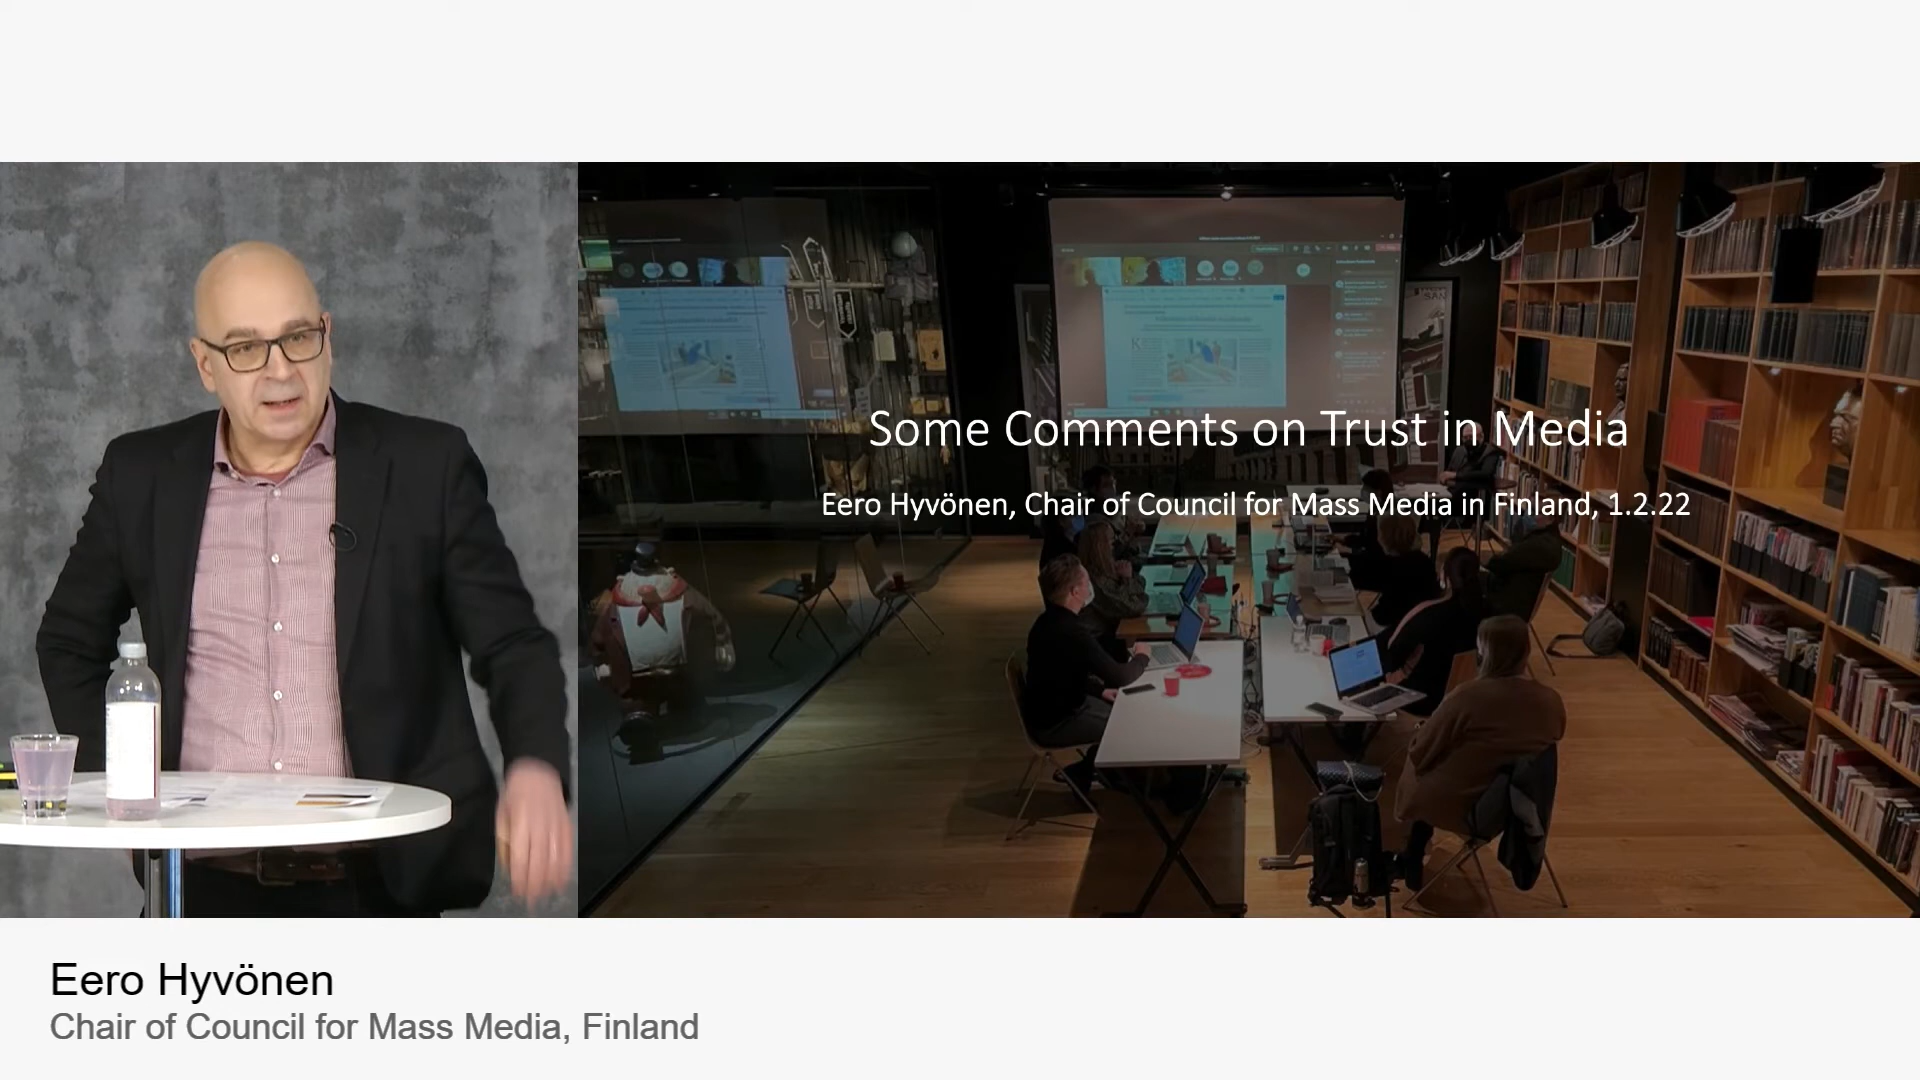 Some Comments on Trust in Media
Eero Hyvönen, Chair of Council for Mass Media in Finland, 1.2.22
Eero Hyvönen
Chair of Council for Mass Media, Finland